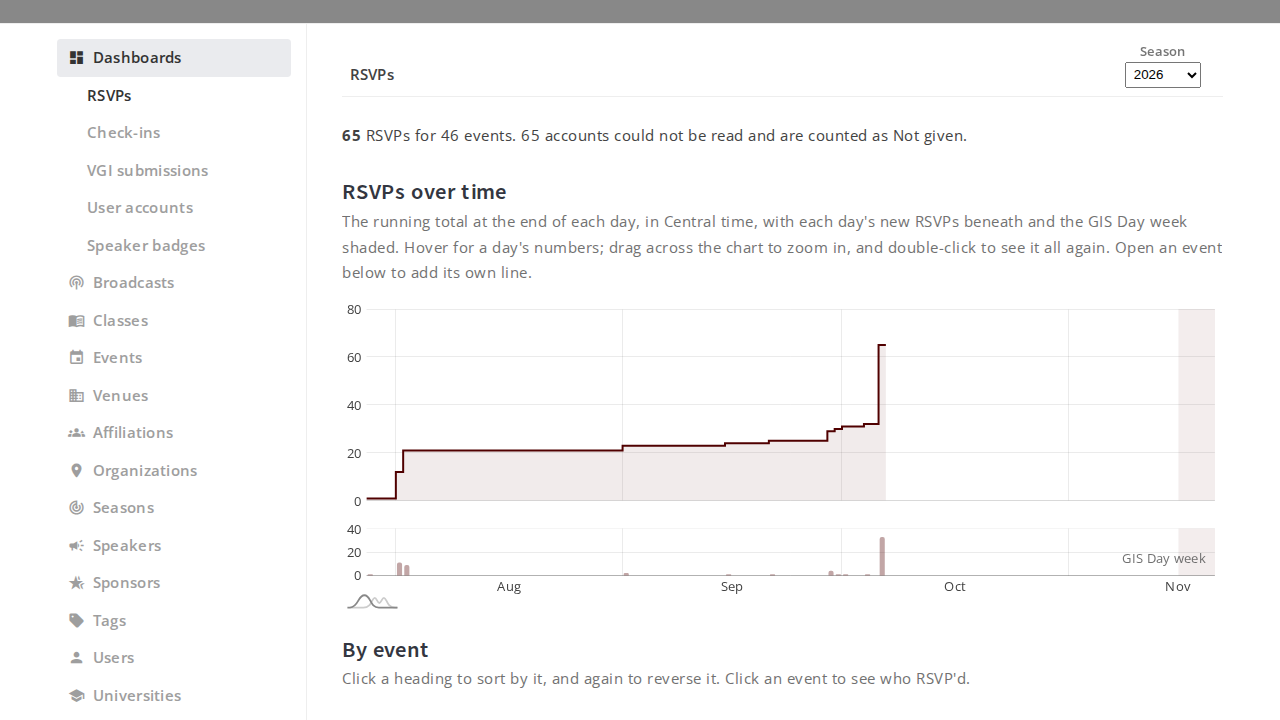 Dashboards
RSVPs
Check-ins
VGI submissions
User accounts
Speaker badges
Broadcasts
Classes
Events
Venues
Affiliations
Organizations
Seasons
Speakers
Sponsors
Tags
Users
Universities
Season
RSVPs
2026
65 RSVPs for 46 events. 65 accounts could not be read and are counted as Not given.
RSVPs over time
The running total at the end of each day, in Central time, with each day's new RSVPs beneath and the GIS Day week
shaded. Hover for a day's numbers; drag across the chart to zoom in, and double-click to see it all again. Open an event
below to add its own line.
80
60
40
20
0
40
20
0
GIS Day week
Aug Sep Oct Nov
By event
Click a heading to sort by it, and again to reverse it. Click an event to see who RSVP'd.